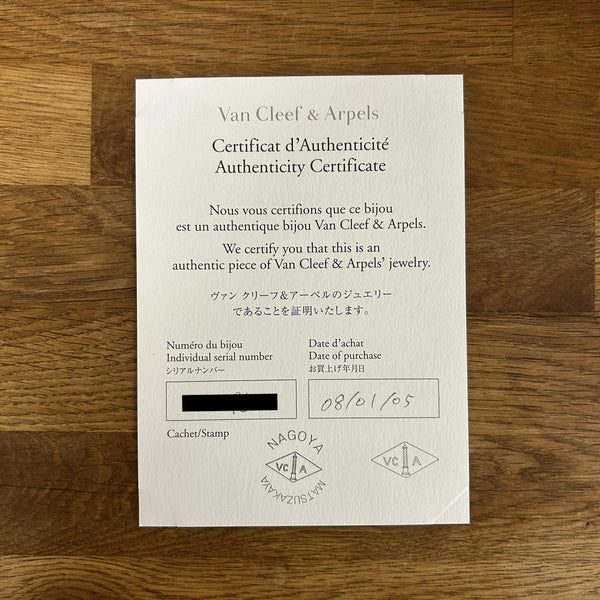 Van Cleef & Arpels
Certificat d'Authenticité
Authenticity Certificate
Nous vous certifions que ce bijou
est un authentique bijou Van Cleef & Arpels.
We certify you that this is an
authentic piece of Van Cleef & Arpels' jewelry.
ヴァン クリーフ&アーペルのジュエリー
であることを証明いたします。
Numéro du bijou
Individual serial number
シリアルナンバー
Date d'achat
Date of purchase
お買上げ年月日
08/01/05
Cachet/Stamp
NAGOYA
VC A
MATSUZAKAYA
VC A